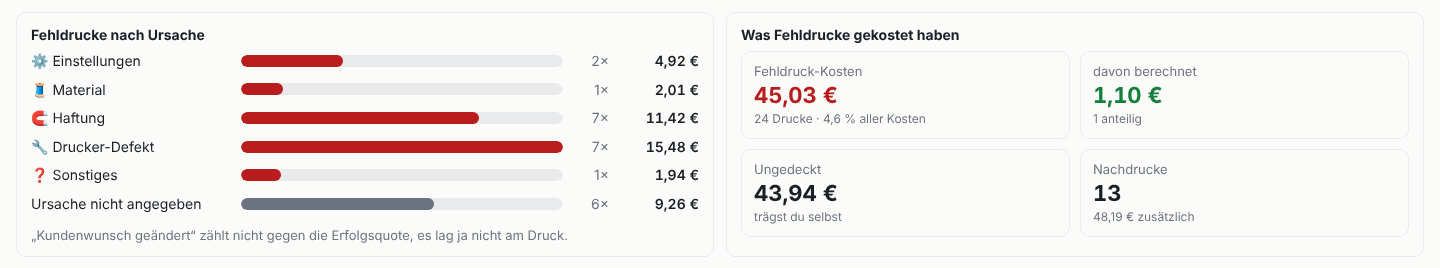 Fehldrucke nach Ursache
Einstellungen 2× 4,92 €
Material 1× 2,01 €
Haftung 7× 11,42 €
Drucker-Defekt 7× 15,48 €
❓ Sonstiges 1× 1,94 €
Ursache nicht angegeben 6× 9,26 €
„Kundenwunsch geändert“ zählt nicht gegen die Erfolgsquote, es lag ja nicht am Druck.
Was Fehldrucke gekostet haben
Fehldruck-Kosten
45,03 €
24 Drucke · 4,6 % aller Kosten
davon berechnet
1,10 €
1 anteilig
Ungedeckt
43,94 €
trägst du selbst
Nachdrucke
13
48,19 € zusätzlich